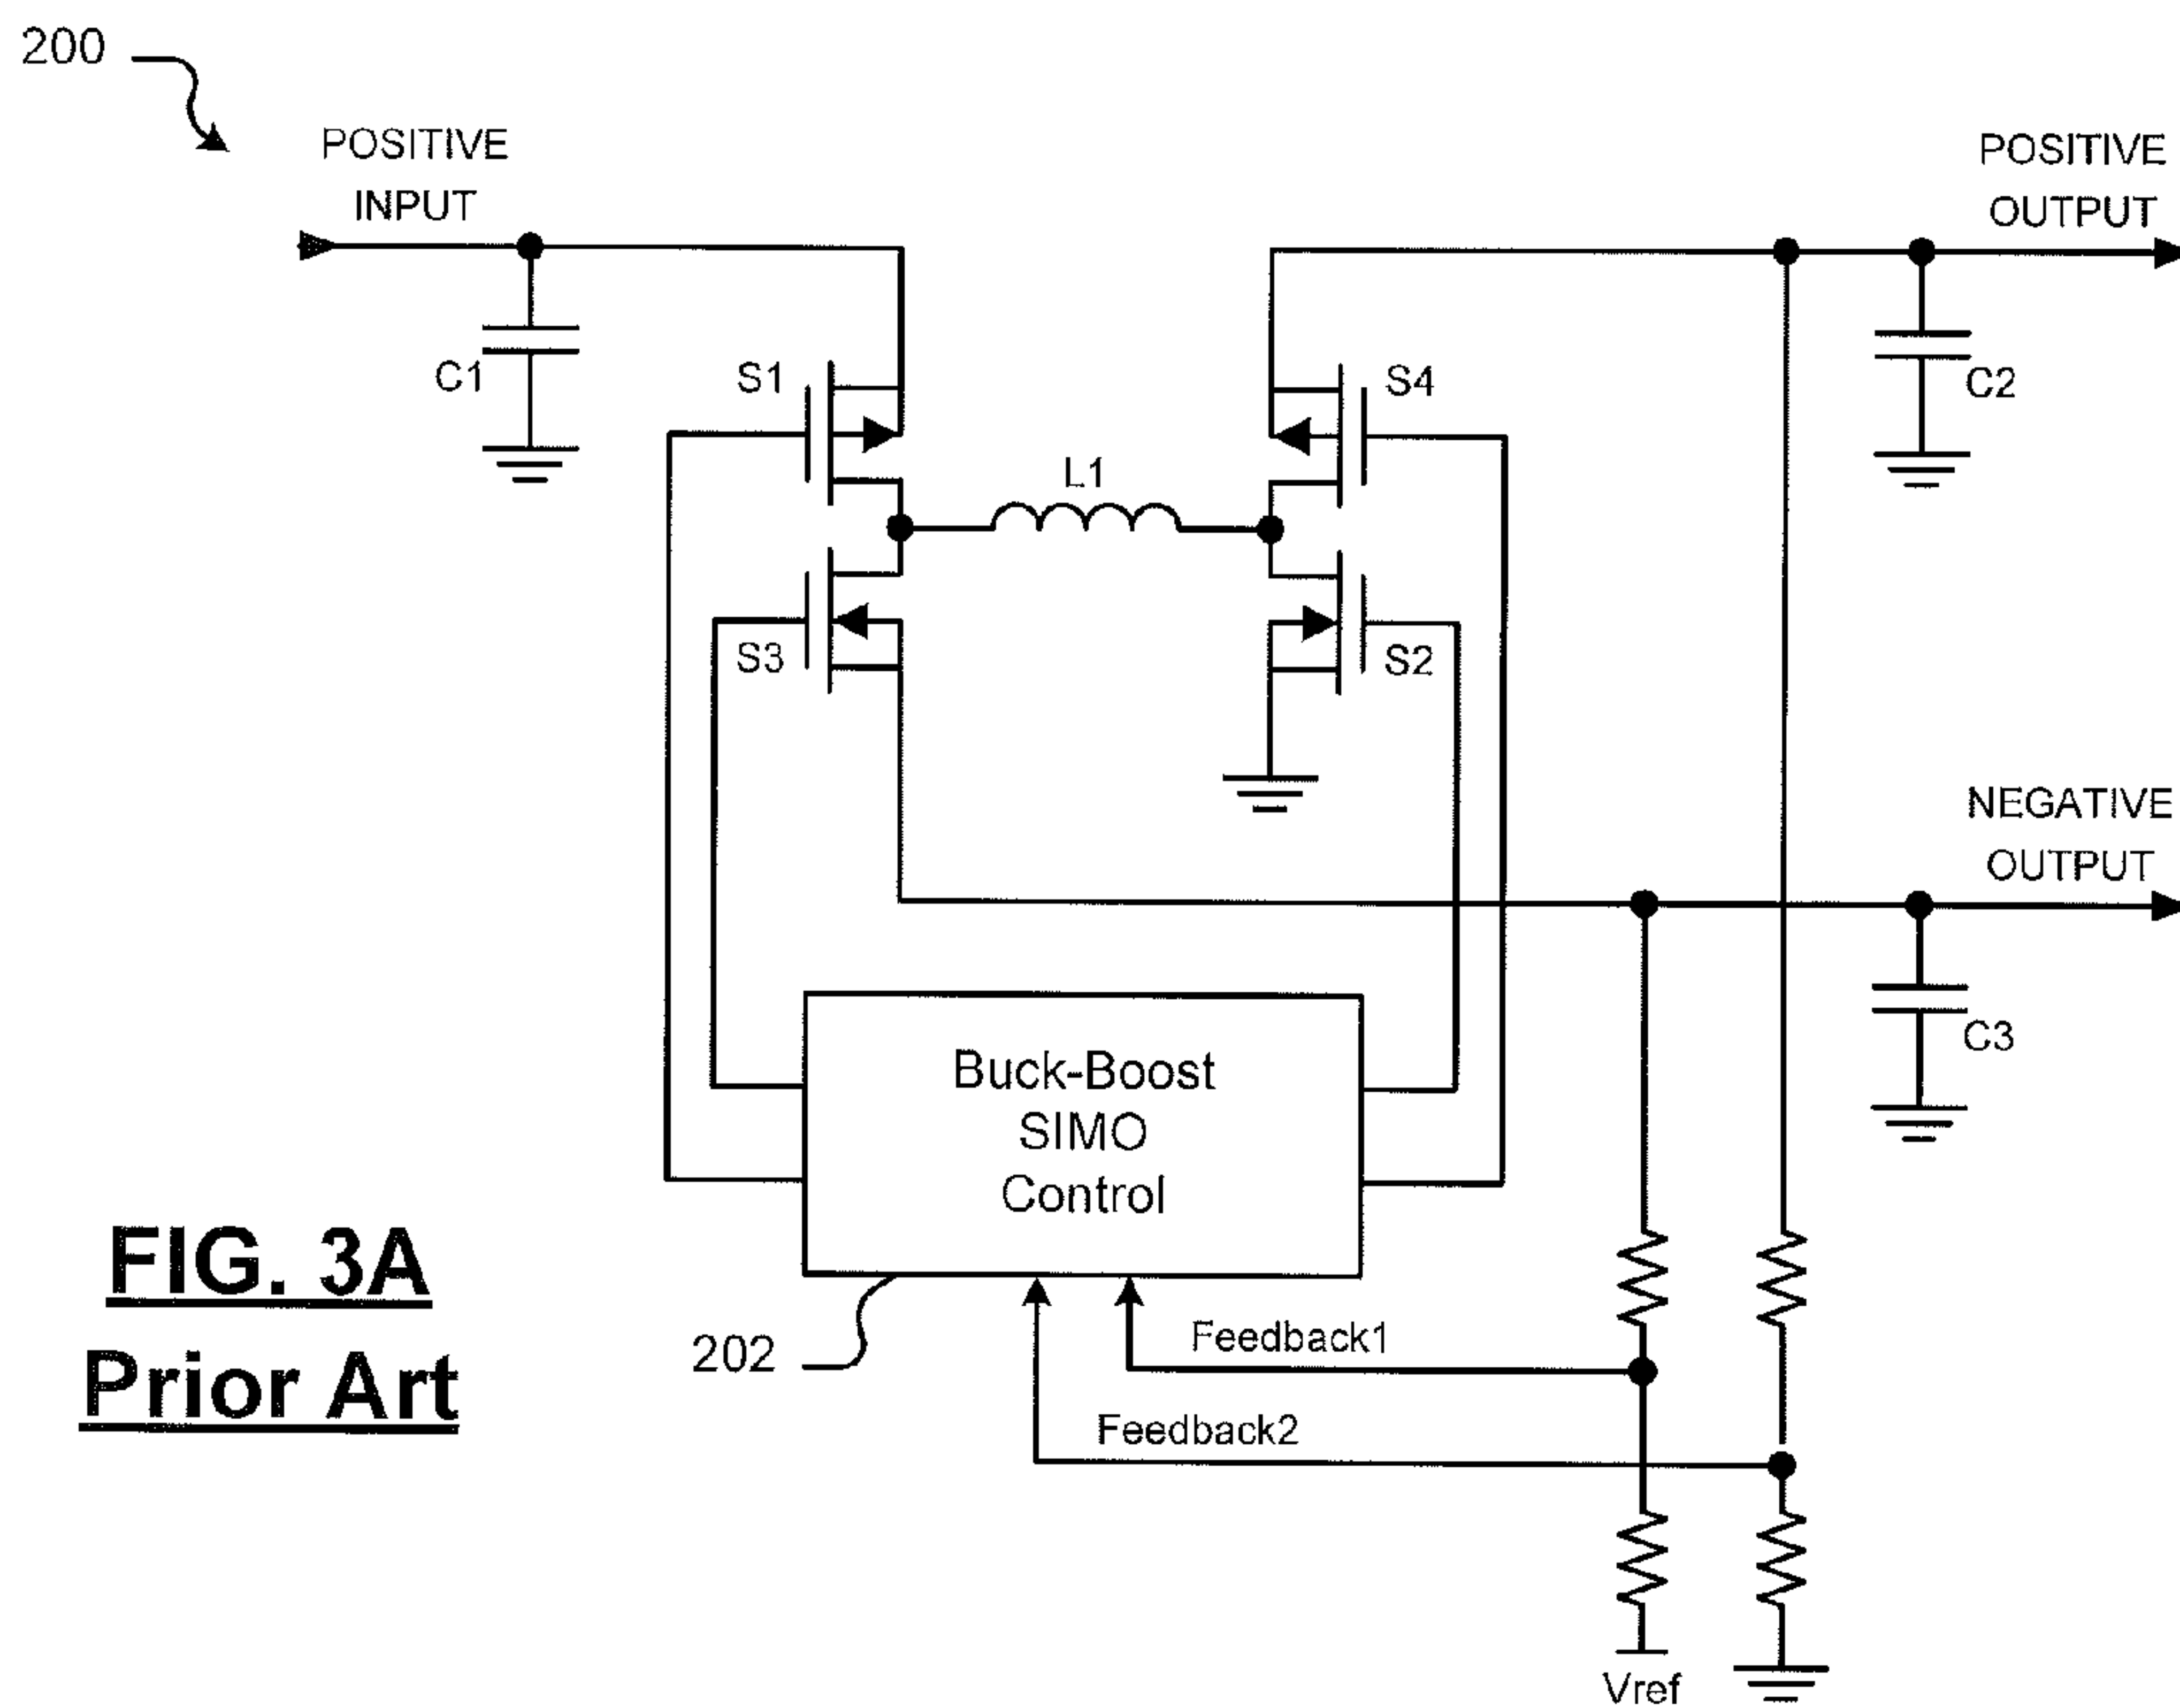 200
POSITIVE
INPUT
POSITIVE
OUTPUT
C1
S1
S4
C2
L1
S3
S2
NEGATIVE
OUTPUT
C3
Buck-Boost
SIMO
Control
FIG. 3A
Prior Art
202
Feedback1
Feedback2
Vref